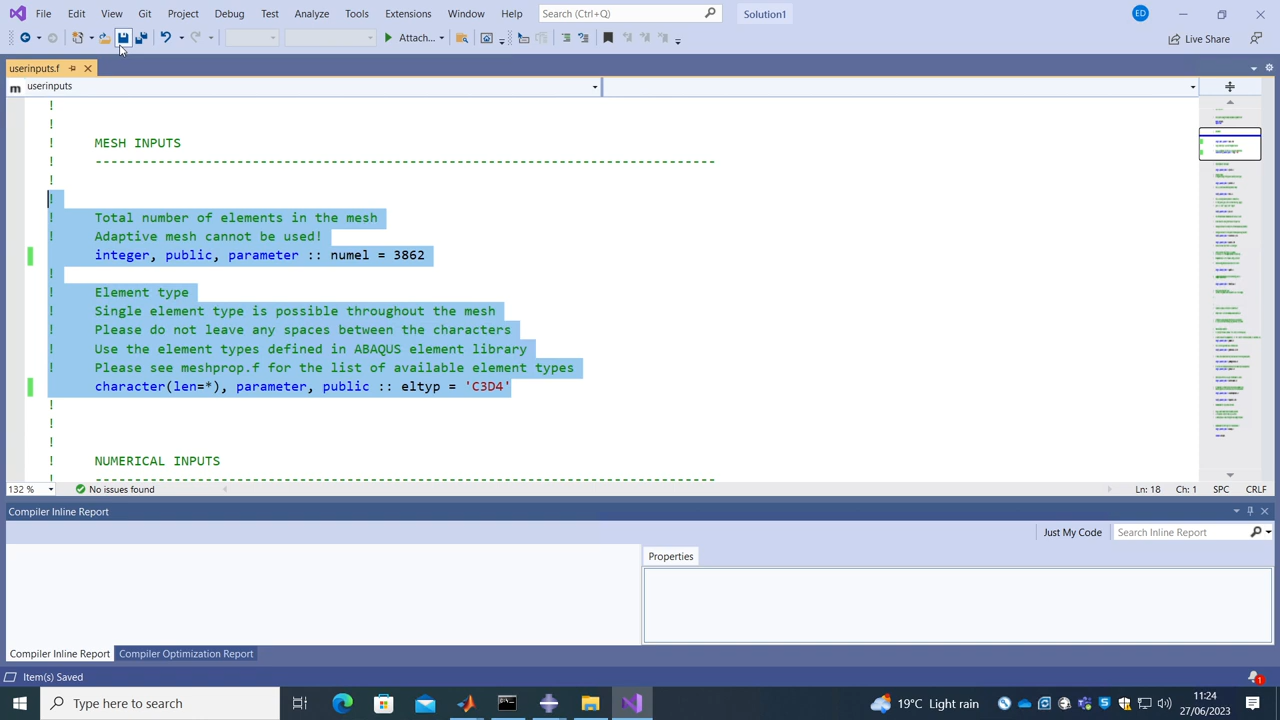 File Edit View Git Project Debug Test Analyze Tools Extensions Window Help Search (Ctrl+Q) Solution1 ED
Attach... Live Share
userinputs.f
userinputs
!
!
! MESH INPUTS
! --------------------------------------------------------------------------------
!
!
! Total number of elements in the mesh
! Adaptive mesh cannot be used!
integer, public, parameter :: numel = 3862
!
! Element type
! Single element type is possible throughout the mesh
! Please do not leave any spaces between the characters
! Use the element types defined in ABAQUS element lib
! Please see meshprop.f for the list of available element types
character(len=*), parameter, public :: eltyp = 'C3D4'
!
!
!
! NUMERICAL INPUTS
! --------------------------------------------------------------------------------
132 % No issues found Ln: 18 Ch: 1 SPC CRLF
Compiler Inline Report
Just My Code Search Inline Report
Properties
Compiler Inline Report Compiler Optimization Report
Item(s) Saved 1
Type here to search 19°C Light rain 11:24
27/06/2023